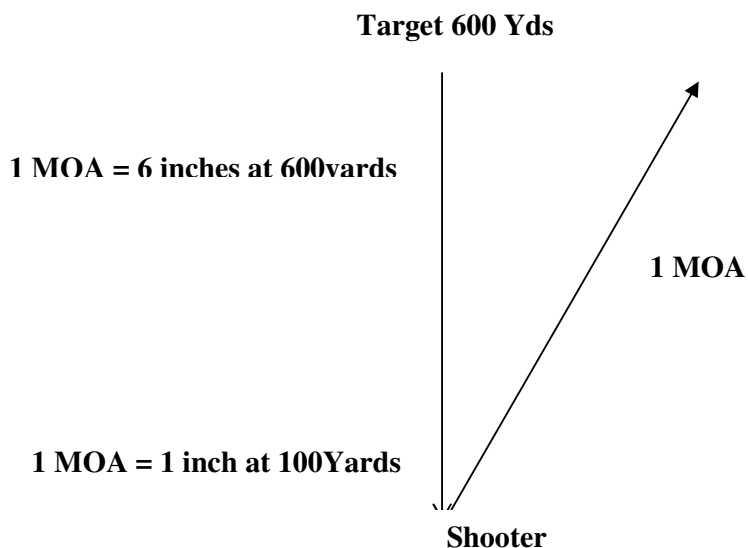 Target 600 Yds
1 MOA = 6 inches at 600yards
1 MOA
1 MOA = 1 inch at 100Yards
Shooter